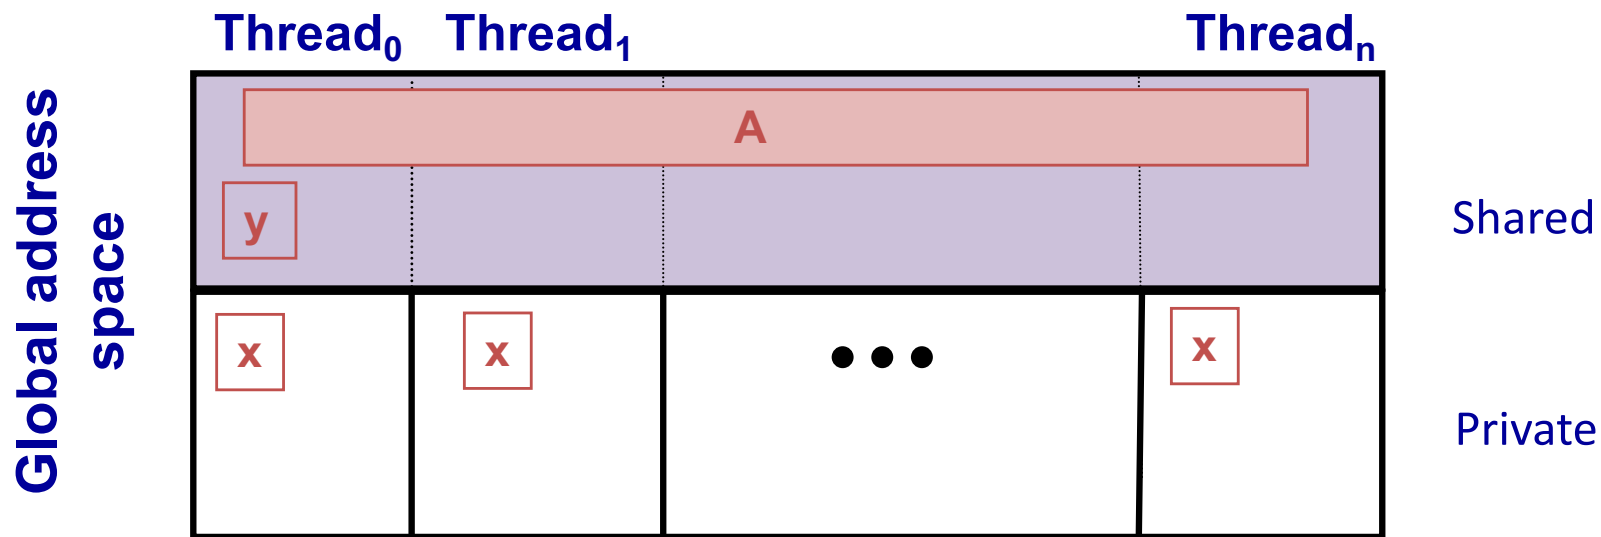 Thread₀ Thread₁ Threadₙ
Global address
space
A
y
Shared
x x ••• x
Private